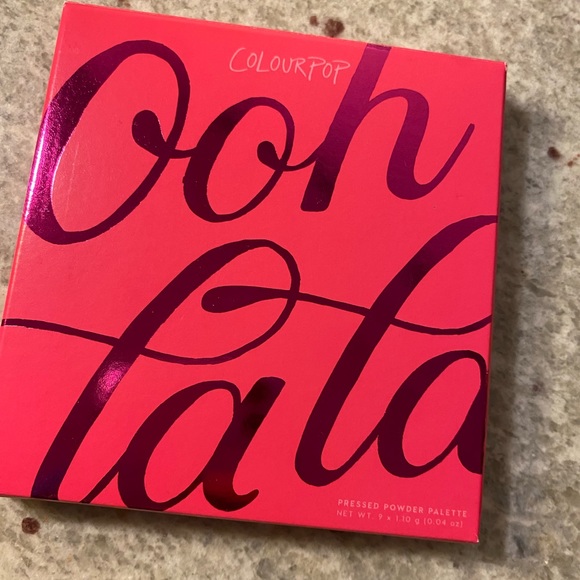 COLOURPOP
Ooh
la la
PRESSED POWDER PALETTE
NET WT. 9 x 1.10 g (0.04 oz)